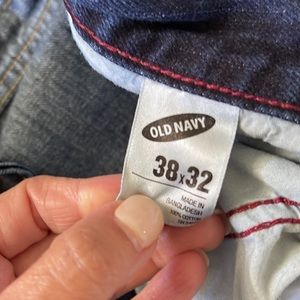 OLD NAVY
38x32
MADE IN
BANGLADESH
100% COTTON